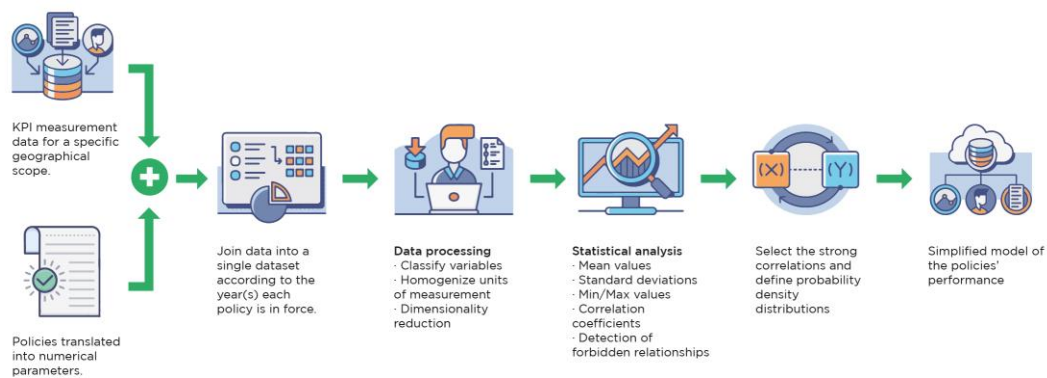 KPI measurement
data for a specific
geographical
scope.
Policies translated
into numerical
parameters.
Join data into a
single dataset
according to the
year(s) each
policy is in force.
Data processing
· Classify variables
· Homogenize units
of measurement
· Dimensionality
reduction
Statistical analysis
· Mean values
· Standard deviations
· Min/Max values
· Correlation
coefficients
· Detection of
forbidden relationships
(X)
(Y)
Select the strong
correlations and
define probability
density
distributions
Simplified model of
the policies'
performance